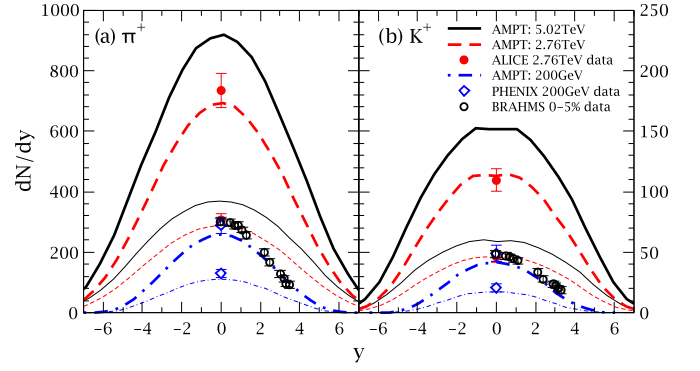 (a) π+
(b) K+
AMPT: 5.02TeV
AMPT: 2.76TeV
ALICE 2.76TeV data
AMPT: 200GeV
PHENIX 200GeV data
BRAHMS 0-5% data
dN/dy
1000
800
600
400
200
0
250
200
150
100
50
0
-6 -4 -2 0 2 4 6
-6 -4 -2 0 2 4 6
y